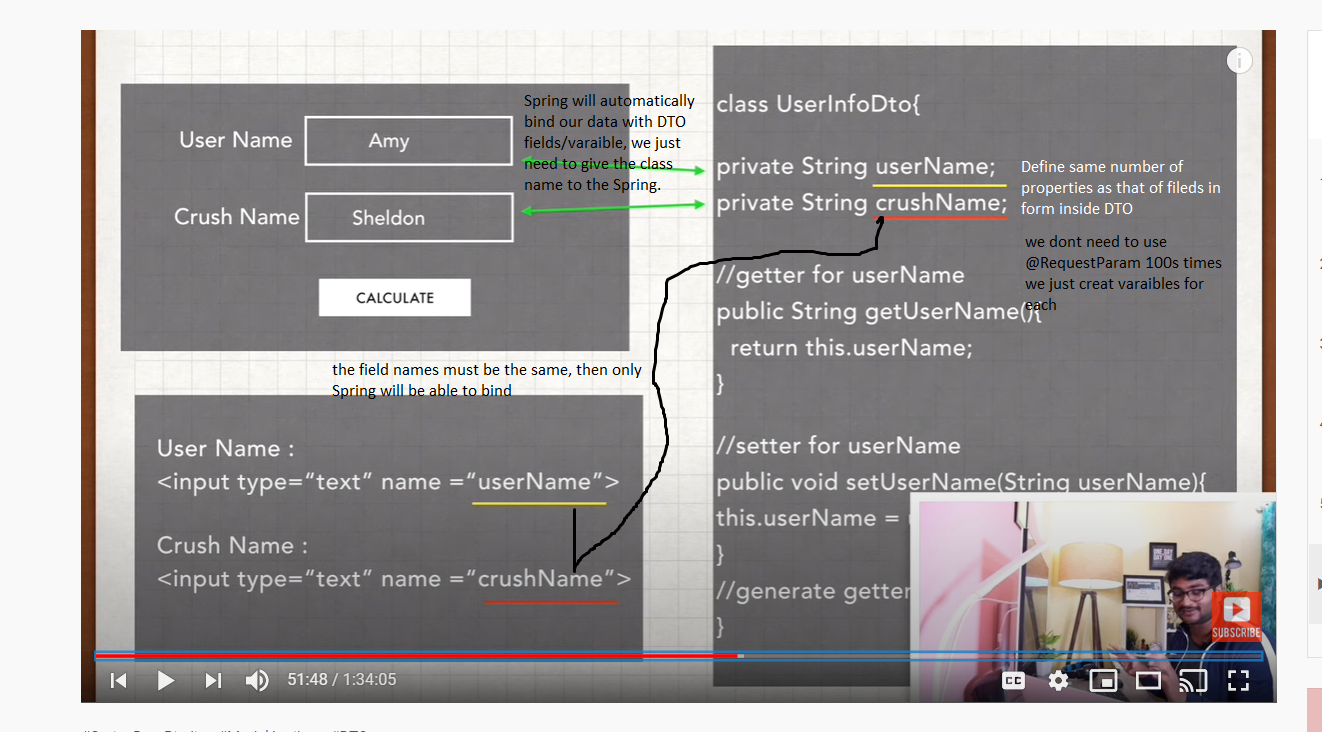 User Name
Amy
Crush Name
Sheldon
CALCULATE
Spring will automatically
bind our data with DTO
fields/varaible, we just
need to give the class
name to the Spring.
class UserInfoDto{
private String userName;
private String crushName;
Define same number of
properties as that of fileds in
form inside DTO
we dont need to use
@RequestParam 100s times
we just creat varaibles for
each
//getter for userName
public String getUserName(){
return this.userName;
}
//setter for userName
public void setUserName(String userName){
this.userName =
}
//generate getter
}
the field names must be the same, then only
Spring will be able to bind
User Name :
<input type="text" name ="userName">
Crush Name :
<input type="text" name ="crushName">
ONE DAY
DAY ONE
SUBSCRIBE
51:48 / 1:34:05
CC